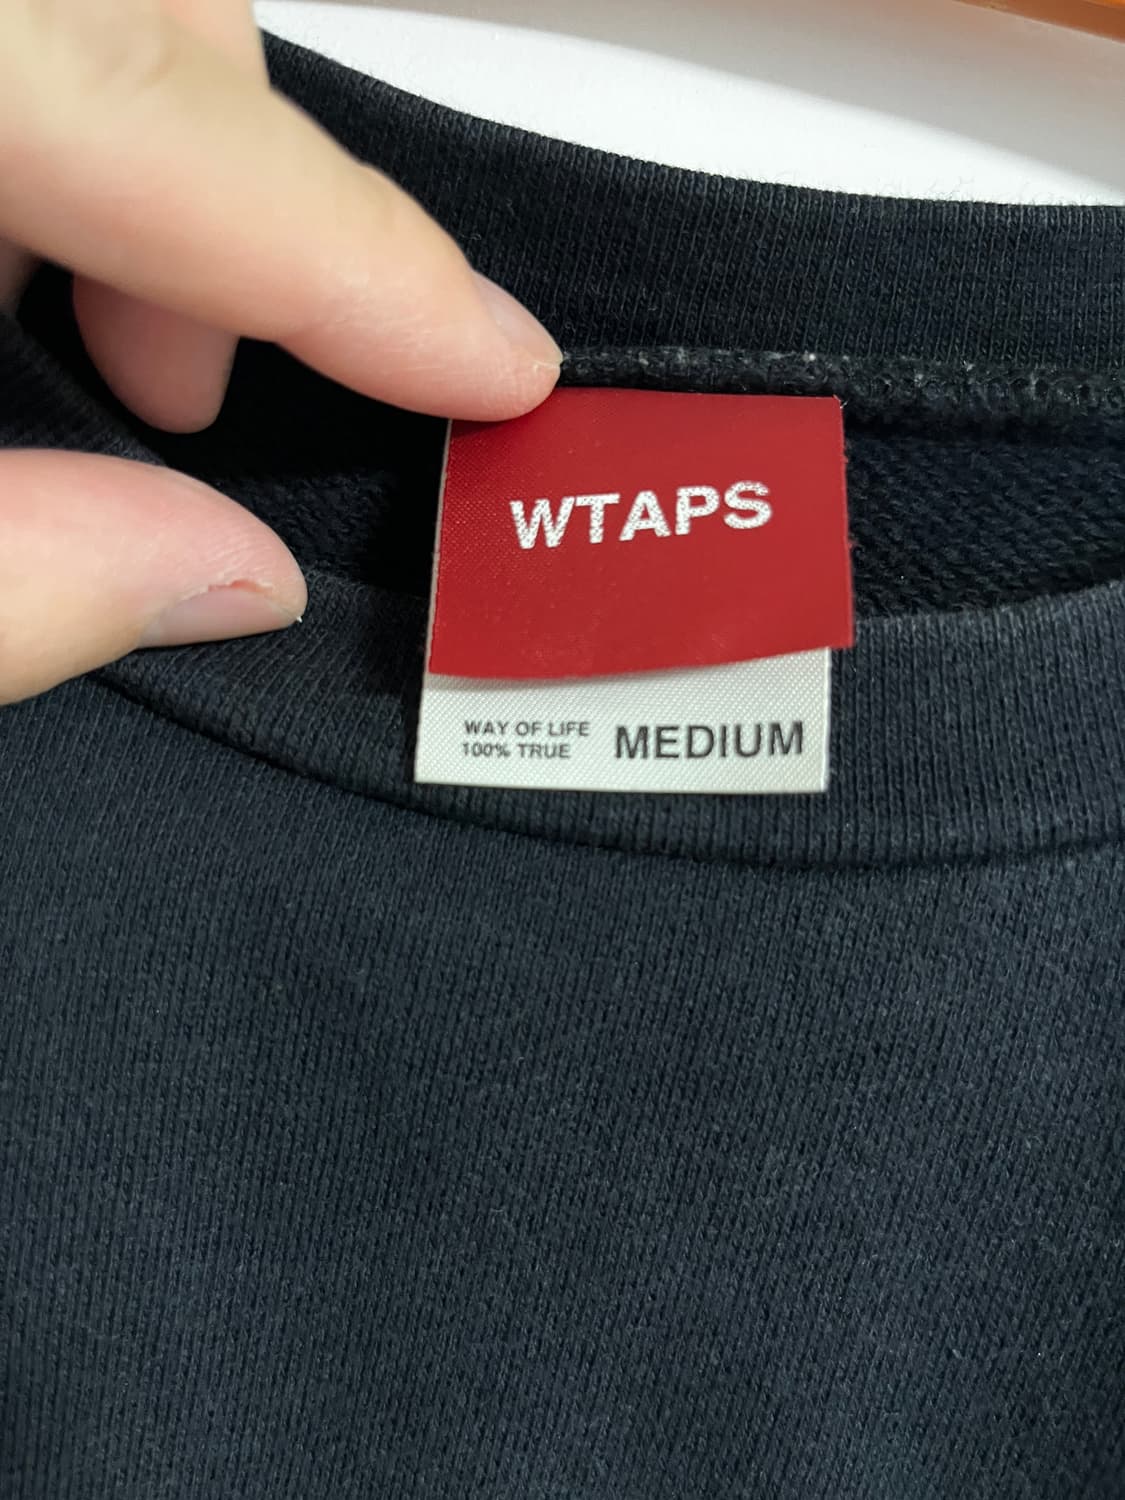 WTAPS
WAY OF LIFE
100% TRUE
MEDIUM